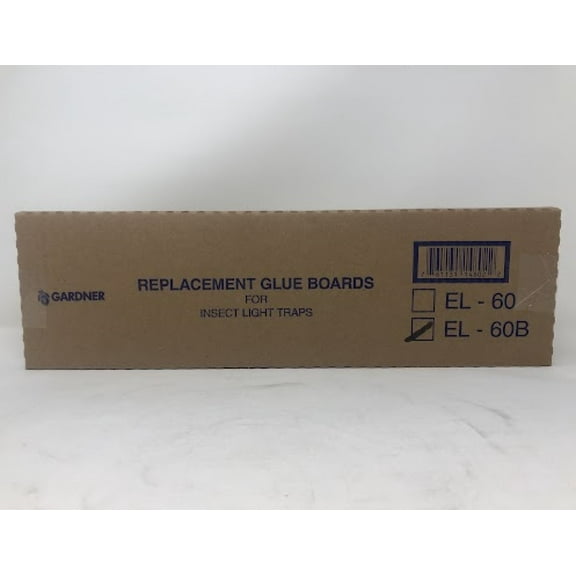 GARDNER
REPLACEMENT GLUE BOARDS
FOR
INSECT LIGHT TRAPS
EL - 60
EL - 60B